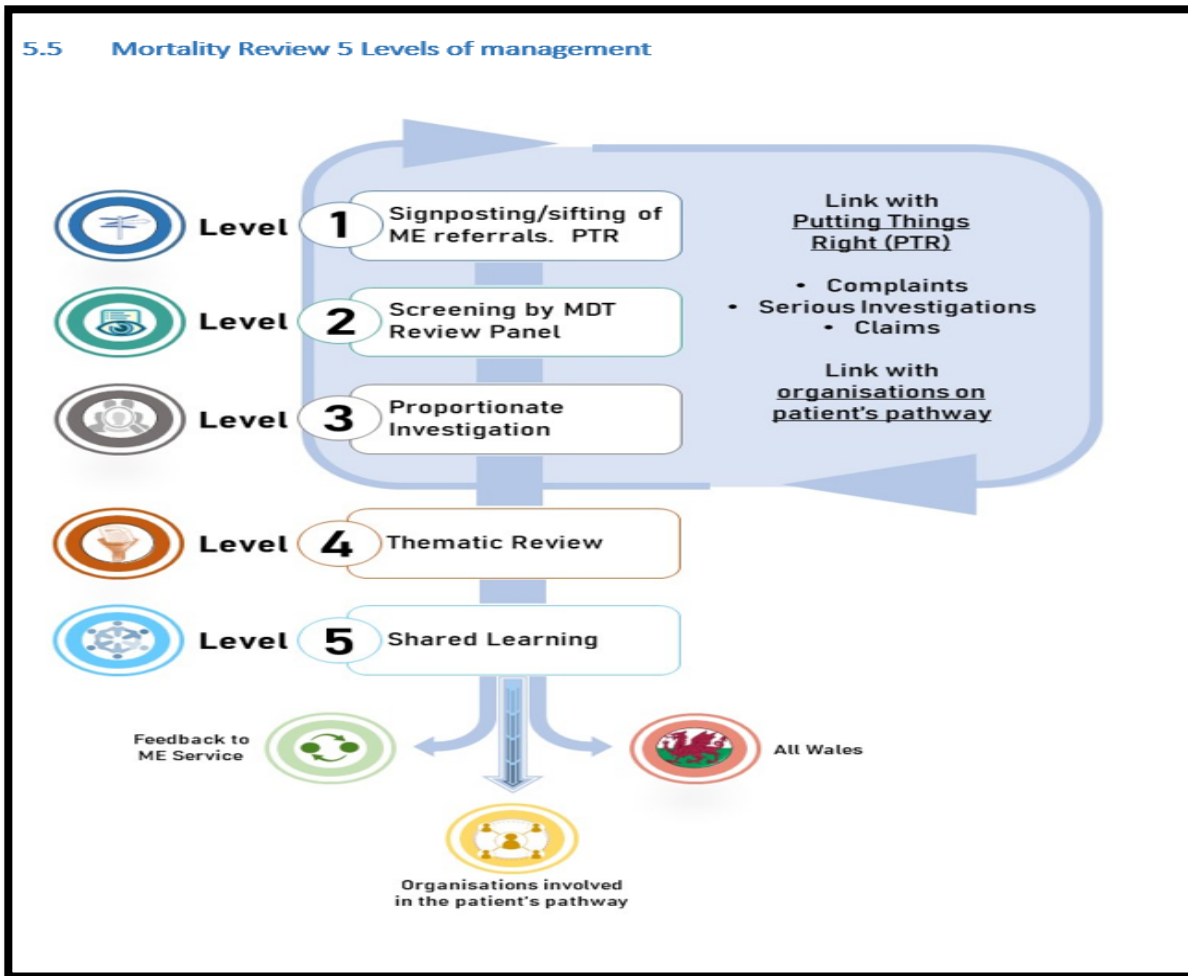 5.5 Mortality Review 5 Levels of management
Level 1 Signposting/sifting of
ME referrals. PTR
Level 2 Screening by MDT
Review Panel
Level 3 Proportionate
Investigation
Link with
Putting Things
Right (PTR)
• Complaints
• Serious Investigations
• Claims
Link with
organisations on
patient's pathway
Level 4 Thematic Review
Level 5 Shared Learning
Feedback to
ME Service
All Wales
Organisations involved
in the patient's pathway